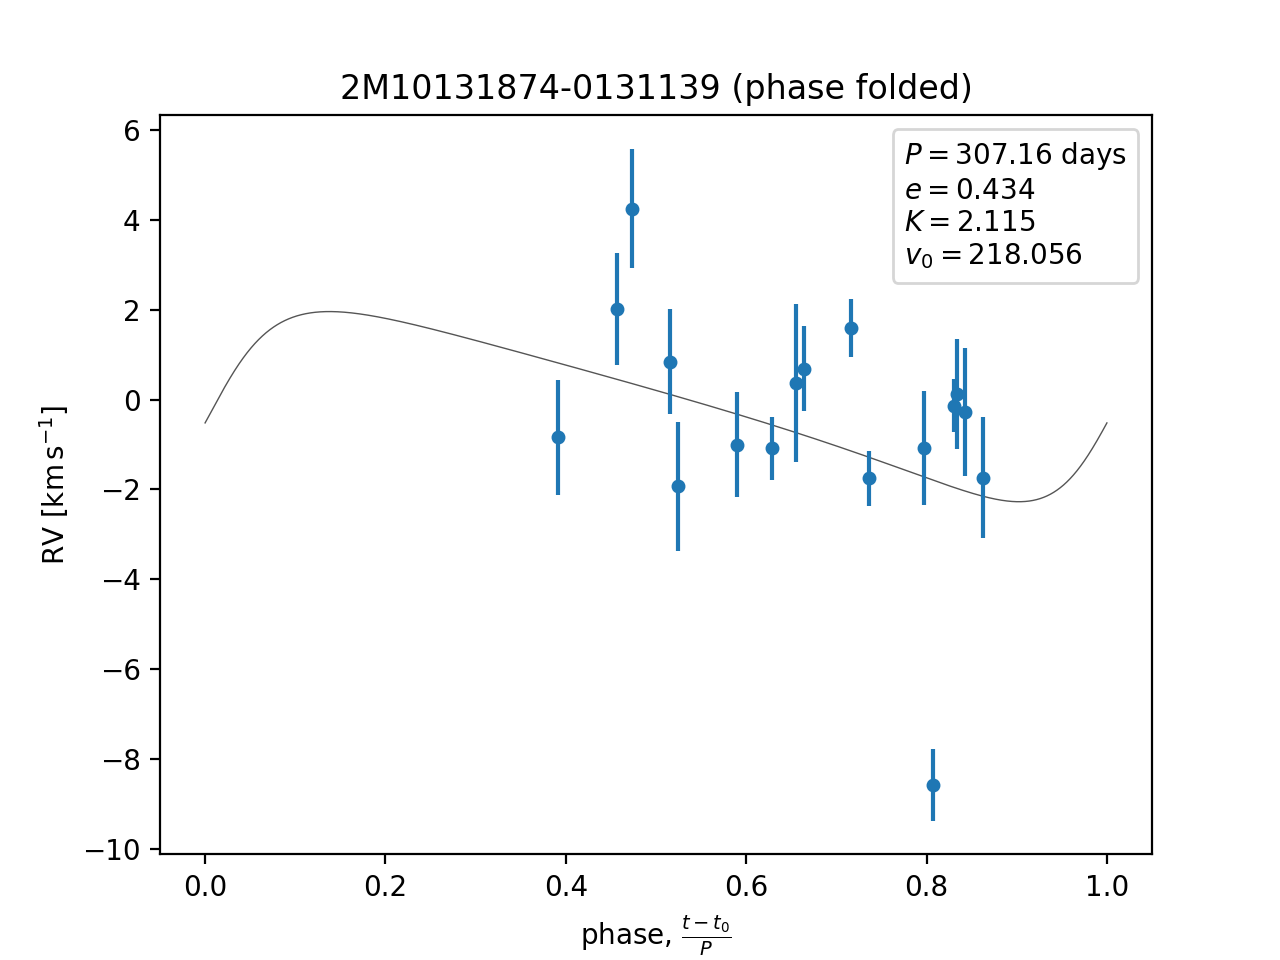 2M10131874-0131139 (phase folded)
P = 307.16 days
e = 0.434
K = 2.115
v₀ = 218.056
6
4
2
0
−2
−4
−6
−8
−10
RV [km s⁻¹]
0.0 0.2 0.4 0.6 0.8 1.0
phase, (t − t₀)/P